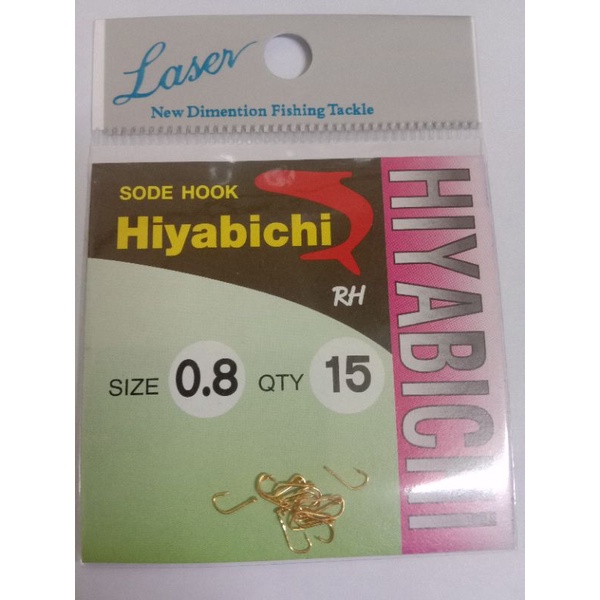 Laser
New Dimention Fishing Tackle
SODE HOOK
Hiyabichi
RH
SIZE 0.8 QTY 15
HIYABICHI